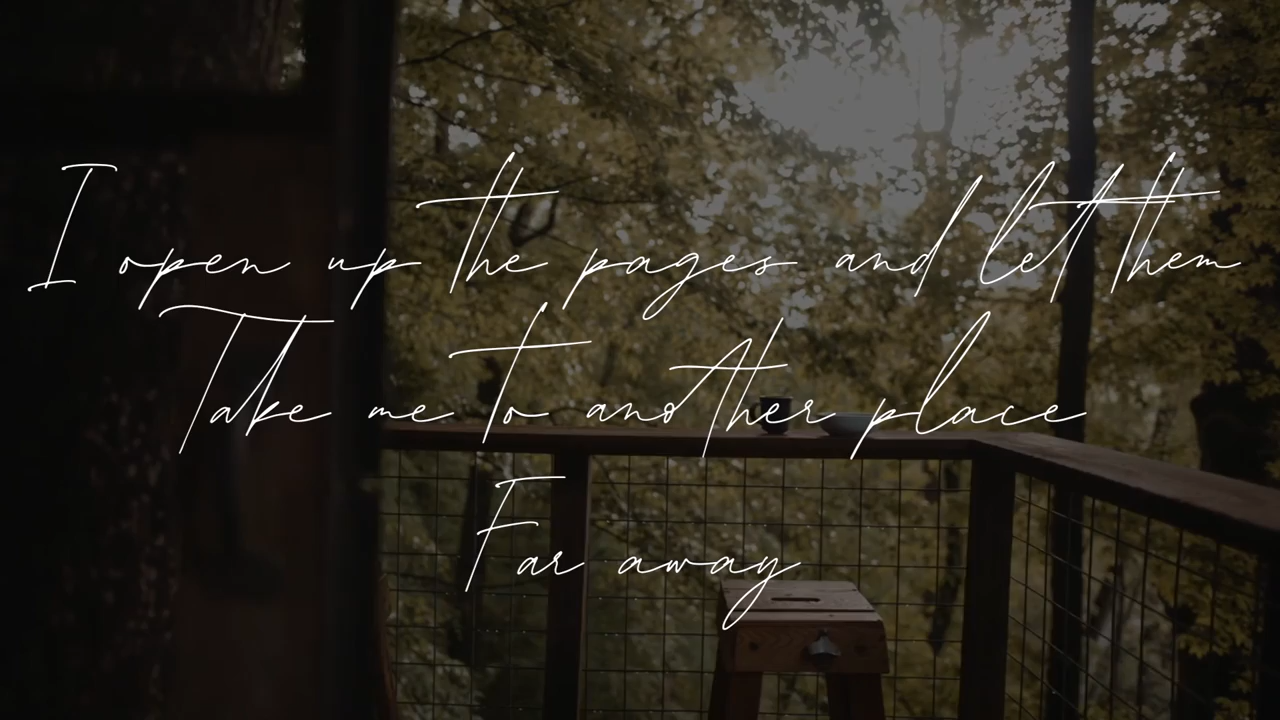 I open up the pages and let them
Take me to another place
Far away